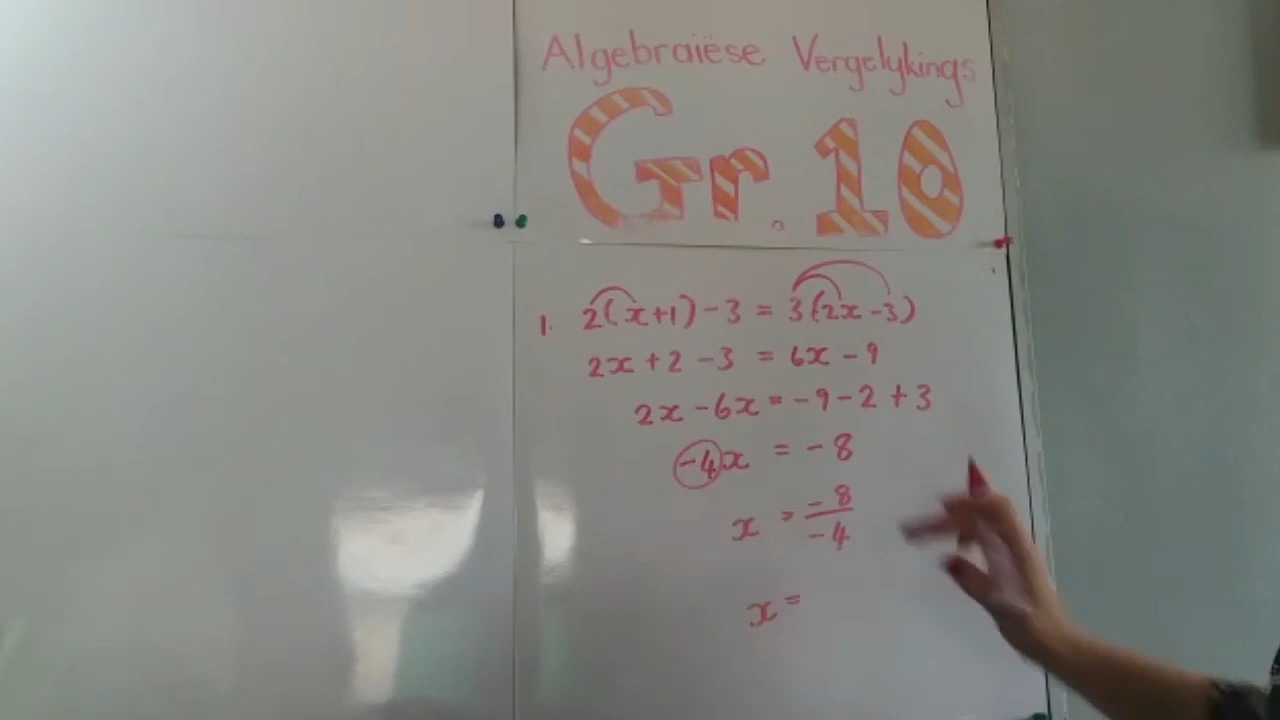 Algebraïese Vergelykings
Gr. 10
1. 2(x+1) - 3 = 3(2x - 3)
2x + 2 - 3 = 6x - 9
2x - 6x = -9 - 2 + 3
-4x = -8
x = -8/-4
x =